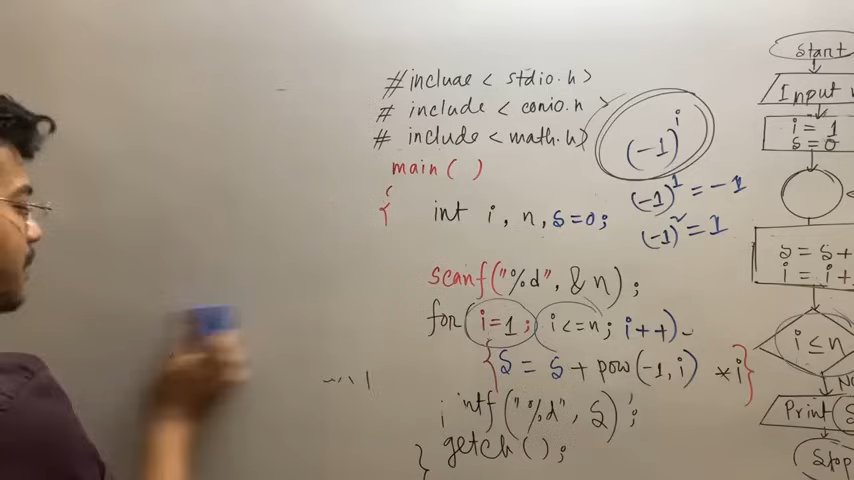 #incluae < stdio.h>
# include < conio.h >
# include < math.h)
main( )
{
int i, n, s=0;
scanf("%d", & n);
for(i=1; i<=n; i++)
{ s = s + pow(-1, i) * i }
intf("%d", s);
getch();
}
(-1)^i
(-1)^1 = -1
(-1)^2 = 1
Start
Input
i = 1
s=0
s = s+
i = i+
i≤n
No
Print(s
Stop